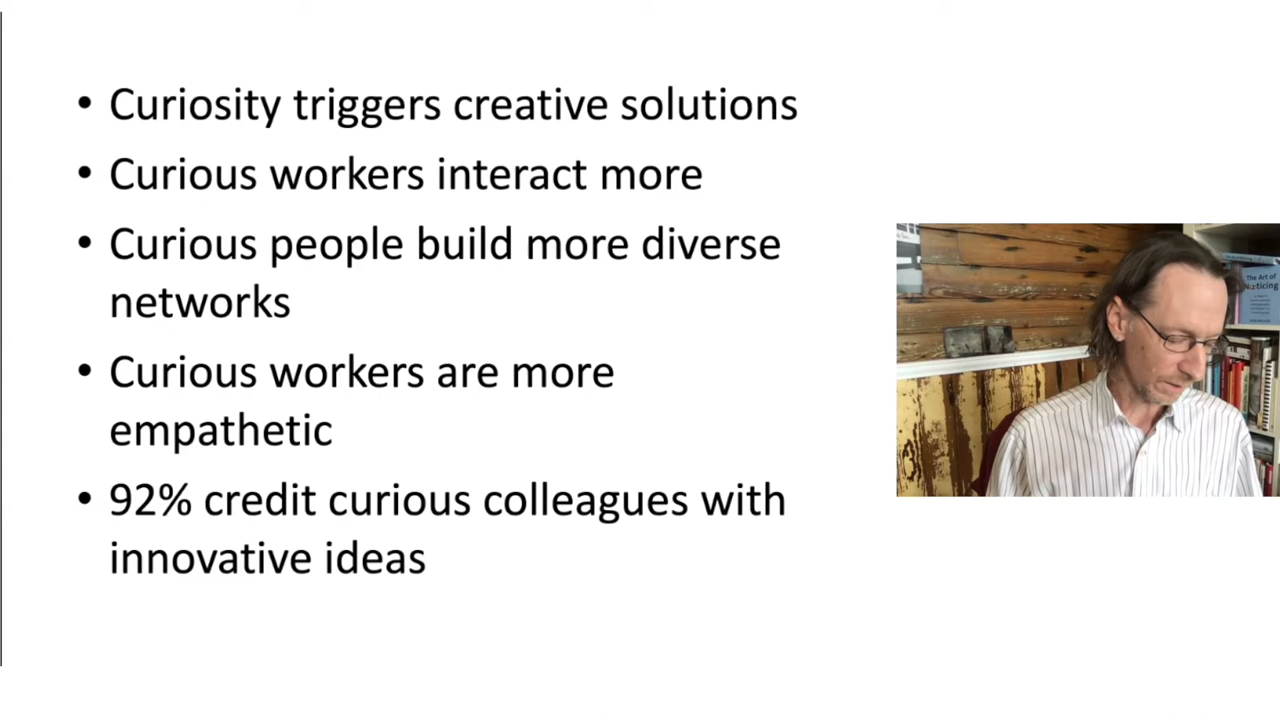 • Curiosity triggers creative solutions
• Curious workers interact more
• Curious people build more diverse
networks
• Curious workers are more
empathetic
• 92% credit curious colleagues with
innovative ideas
The Art of
Noticing